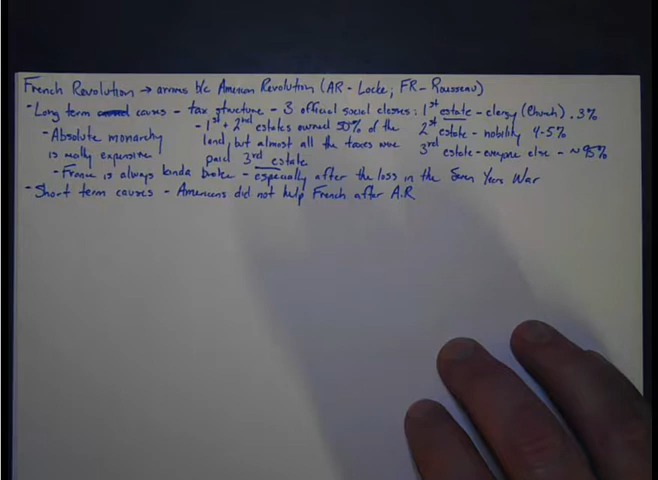 French Revolution → arrives b/c American Revolution (AR - Locke; FR - Rousseau)
- Long term causes - tax structure - 3 official social classes: 1st estate - clergy (Church) .3%
- Absolute monarchy - 1st + 2nd estates owned 50% of the 2nd estate - nobility 4-5%
is really expensive land, but almost all the taxes were 3rd estate - everyone else - ~95%
paid 3rd estate
- France is always kinda broke - especially after the loss in the Seven Years War
- Short term causes - Americans did not help French after A.R